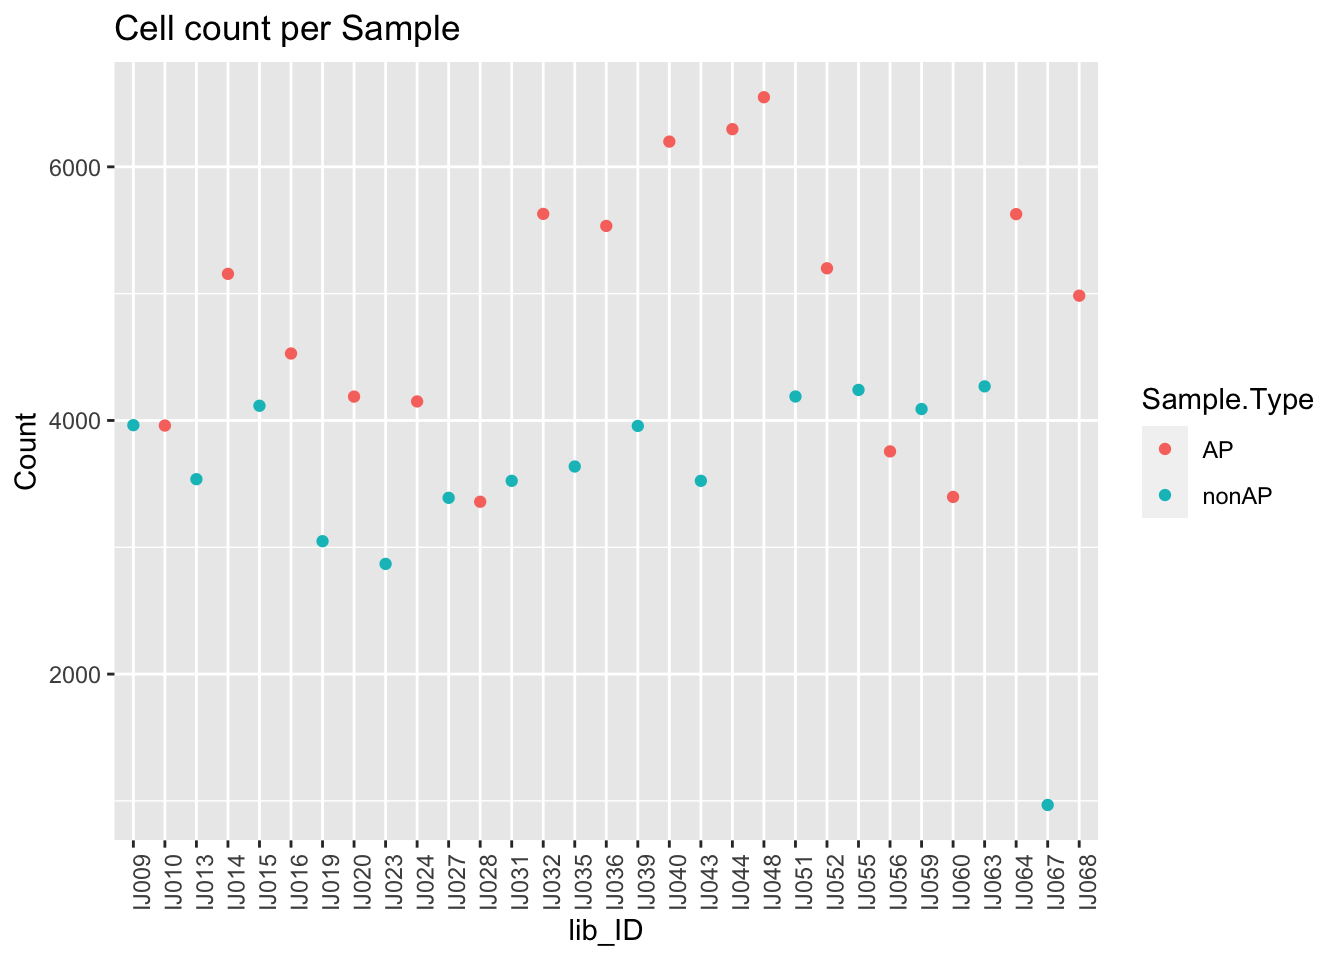 Cell count per Sample
6000
4000
2000
Count
IJ009
IJ010
IJ013
IJ014
IJ015
IJ016
IJ019
IJ020
IJ023
IJ024
IJ027
IJ028
IJ031
IJ032
IJ035
IJ036
IJ039
IJ040
IJ043
IJ044
IJ048
IJ051
IJ052
IJ055
IJ056
IJ059
IJ060
IJ063
IJ064
IJ067
IJ068
lib_ID
Sample.Type
AP
nonAP